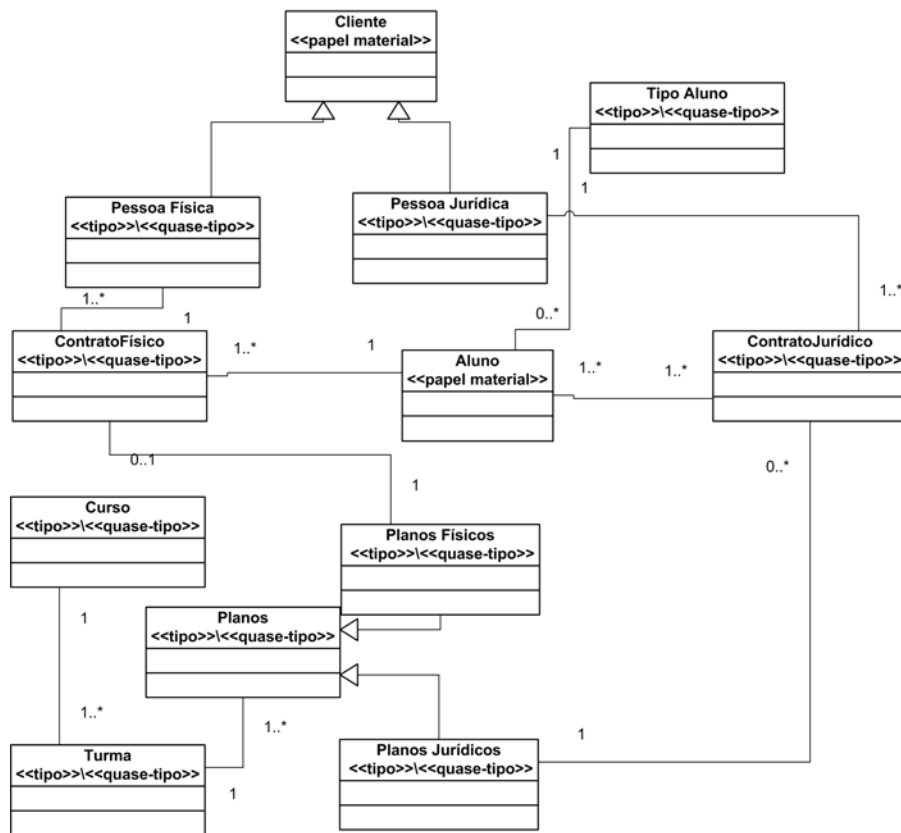 Cliente
<<papel material>>
Tipo Aluno
<<tipo>>\<<quase-tipo>>
1
1
Pessoa Física
<<tipo>>\<<quase-tipo>>
Pessoa Jurídica
<<tipo>>\<<quase-tipo>>
1..*
1
0..*
1..*
ContratoFísico
<<tipo>>\<<quase-tipo>>
1..*
1
Aluno
<<papel material>>
1..*
1..*
ContratoJurídico
<<tipo>>\<<quase-tipo>>
0..1
1
0..*
Curso
<<tipo>>\<<quase-tipo>>
Planos Físicos
<<tipo>>\<<quase-tipo>>
1
Planos
<<tipo>>\<<quase-tipo>>
1..*
1..*
1
Turma
<<tipo>>\<<quase-tipo>>
1
Planos Jurídicos
<<tipo>>\<<quase-tipo>>